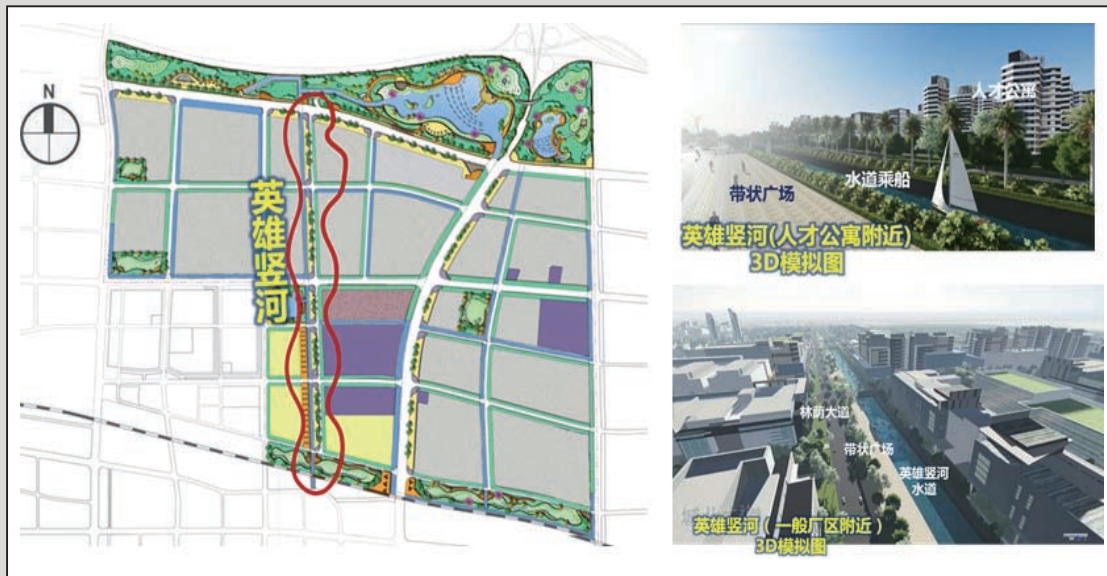 N
英雄竖河
人才公寓
水道乘船
带状广场
英雄竖河(人才公寓附近)
3D模拟图
林荫大道
带状广场
英雄竖河
水道
英雄竖河（一般厂区附近）
3D模拟图